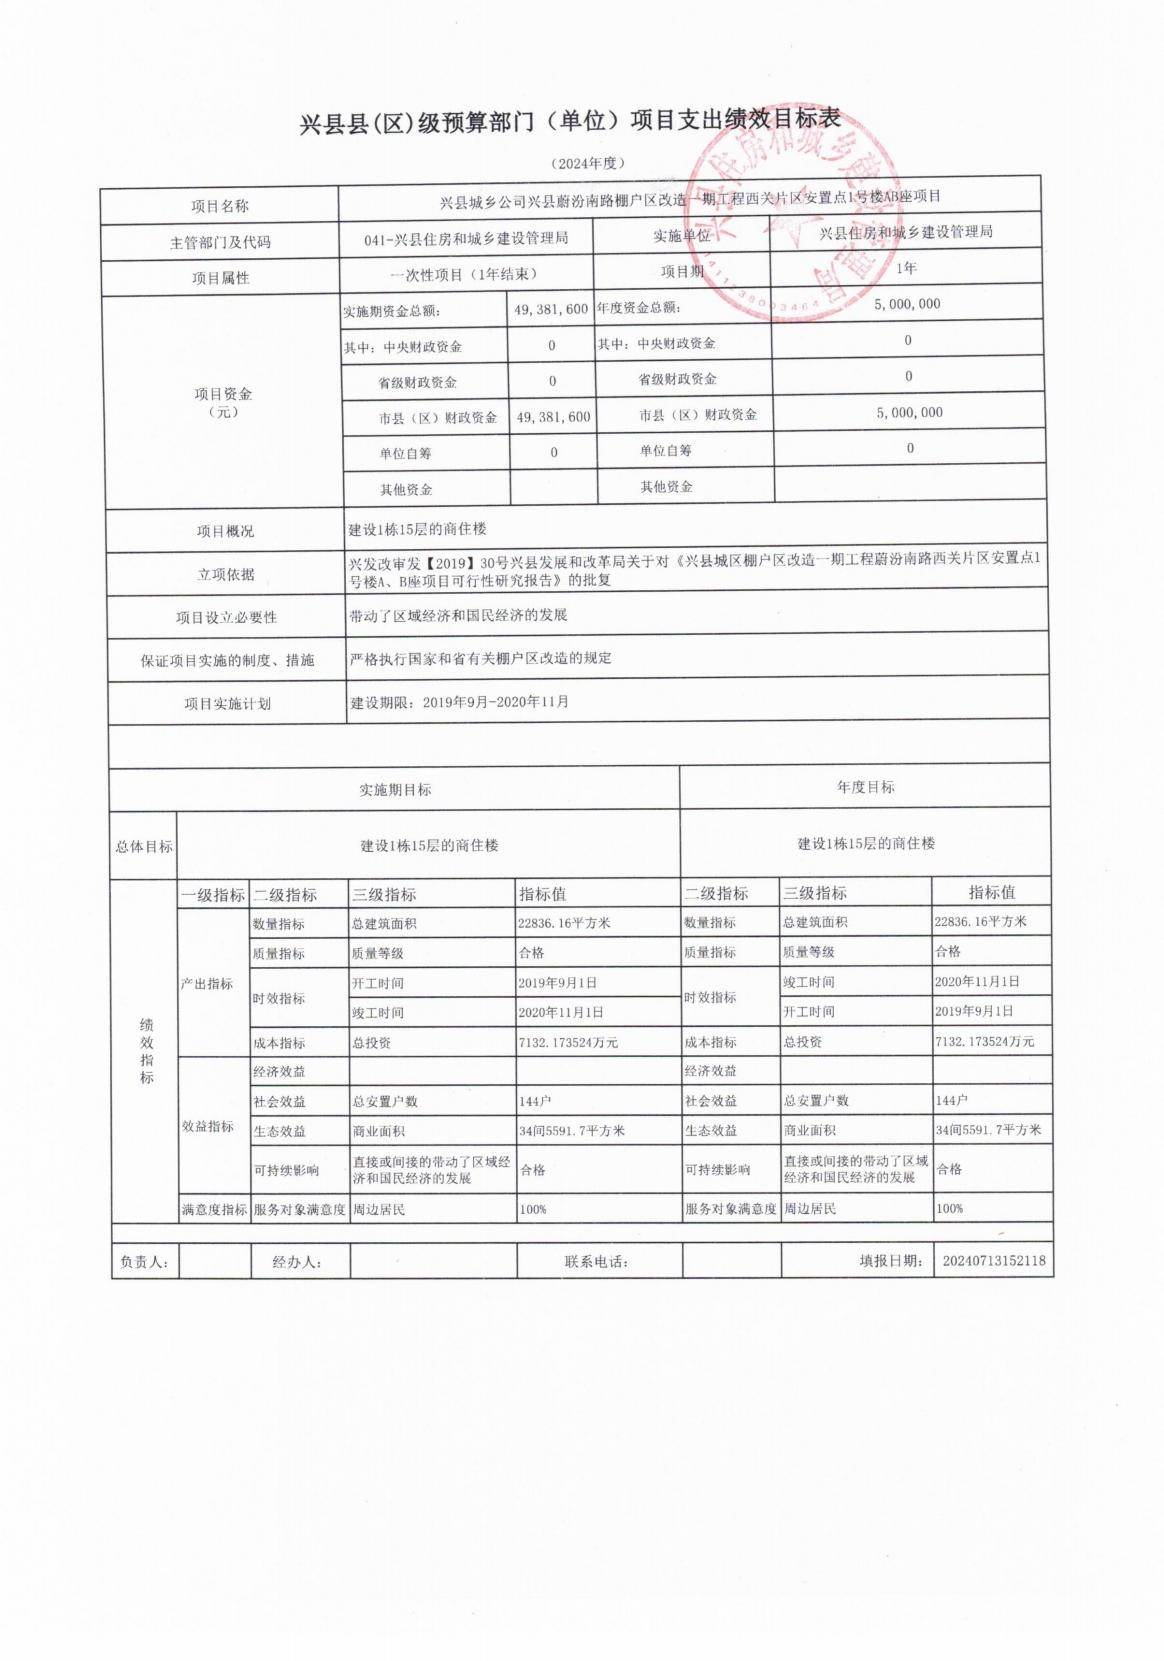 兴县县(区)级预算部门（单位）项目支出绩效目标表
（2024年度）
项目名称 兴县城乡公司兴县蔚汾南路棚户区改造一期工程西关片区安置点1号楼AB座项目
主管部门及代码 041-兴县住房和城乡建设管理局 实施单位 兴县住房和城乡建设管理局
项目属性 一次性项目（1年结束） 项目期 1年
项目资金
（元）
实施期资金总额: 49,381,600 年度资金总额: 5,000,000
其中: 中央财政资金 0 其中: 中央财政资金 0
省级财政资金 0 省级财政资金 0
市县（区）财政资金 49,381,600 市县（区）财政资金 5,000,000
单位自筹 0 单位自筹 0
其他资金 其他资金
项目概况 建设1栋15层的商住楼
立项依据 兴发改审发【2019】30号兴县发展和改革局关于对《兴县城区棚户区改造一期工程蔚汾南路西关片区安置点1
号楼A、B座项目可行性研究报告》的批复
项目设立必要性 带动了区域经济和国民经济的发展
保证项目实施的制度、措施 严格执行国家和省有关棚户区改造的规定
项目实施计划 建设期限: 2019年9月-2020年11月
实施期目标 年度目标
总体目标 建设1栋15层的商住楼 建设1栋15层的商住楼
绩效指标
一级指标 二级指标 三级指标 指标值 二级指标 三级指标 指标值
产出指标
数量指标 总建筑面积 22836.16平方米 数量指标 总建筑面积 22836.16平方米
质量指标 质量等级 合格 质量指标 质量等级 合格
时效指标 开工时间 2019年9月1日 时效指标 竣工时间 2020年11月1日
竣工时间 2020年11月1日 开工时间 2019年9月1日
成本指标 总投资 7132.173524万元 成本指标 总投资 7132.173524万元
效益指标
经济效益 经济效益
社会效益 总安置户数 144户 社会效益 总安置户数 144户
生态效益 商业面积 34间5591.7平方米 生态效益 商业面积 34间5591.7平方米
可持续影响 直接或间接的带动了区域经 合格 可持续影响 直接或间接的带动了区域 合格
济和国民经济的发展 经济和国民经济的发展
满意度指标 服务对象满意度 周边居民 100% 服务对象满意度 周边居民 100%
负责人: 经办人: 联系电话: 填报日期: 20240713152118
兴县住房和城乡建设管理局
1411238003464